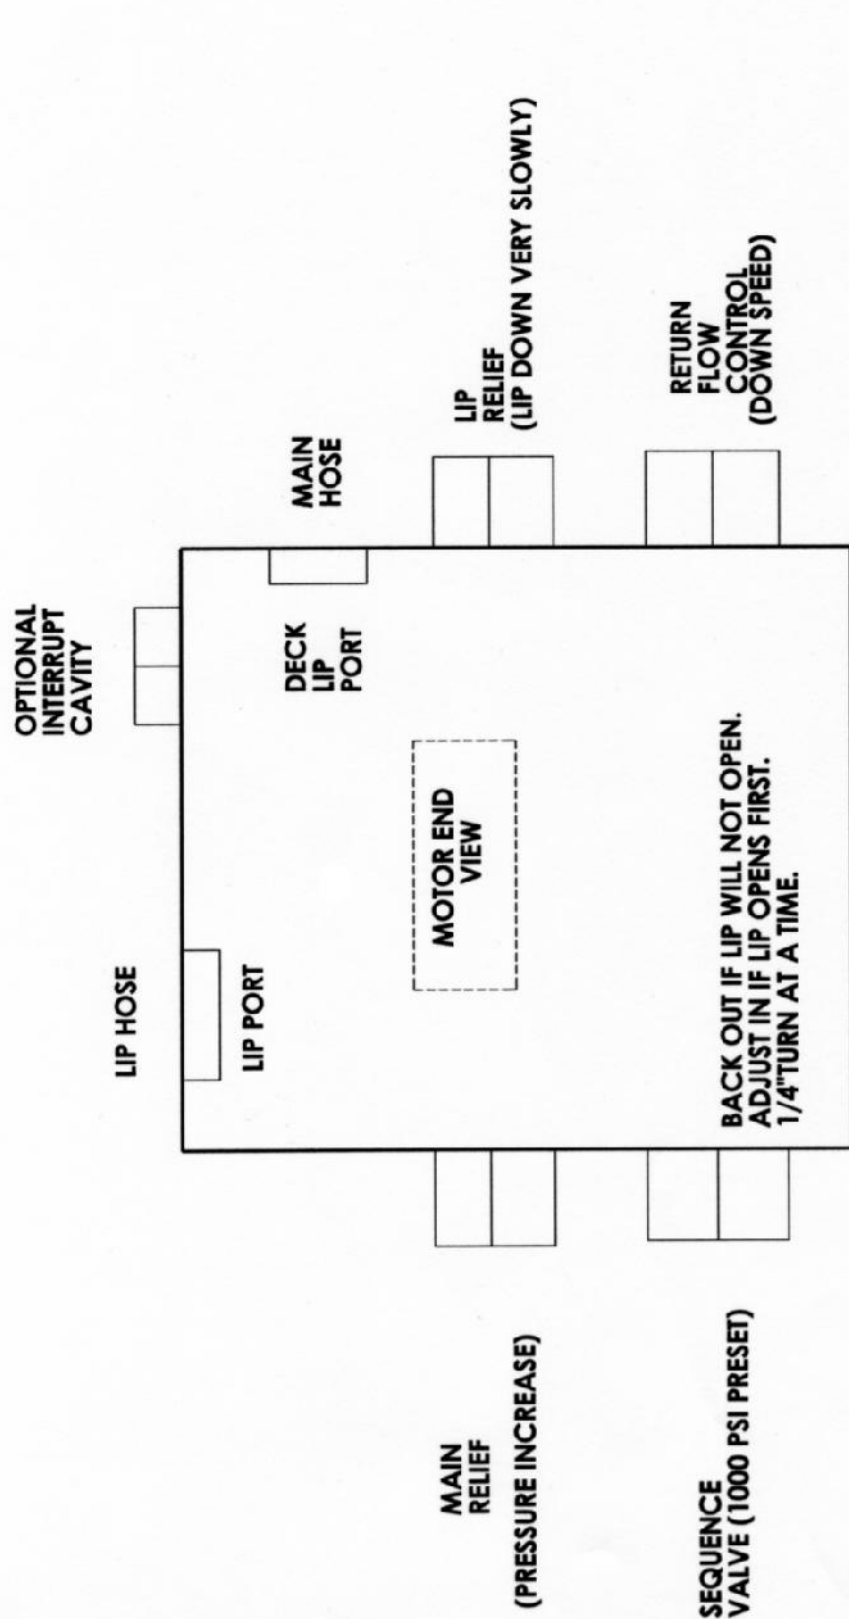 OPTIONAL
INTERRUPT
CAVITY
LIP HOSE
LIP PORT
MAIN
HOSE
DECK
LIP
PORT
MAIN
RELIEF
(PRESSURE INCREASE)
MOTOR END
VIEW
LIP
RELIEF
(LIP DOWN VERY SLOWLY)
SEQUENCE
VALVE (1000 PSI PRESET)
BACK OUT IF LIP WILL NOT OPEN.
ADJUST IN IF LIP OPENS FIRST.
1/4"TURN AT A TIME.
RETURN
FLOW
CONTROL
(DOWN SPEED)